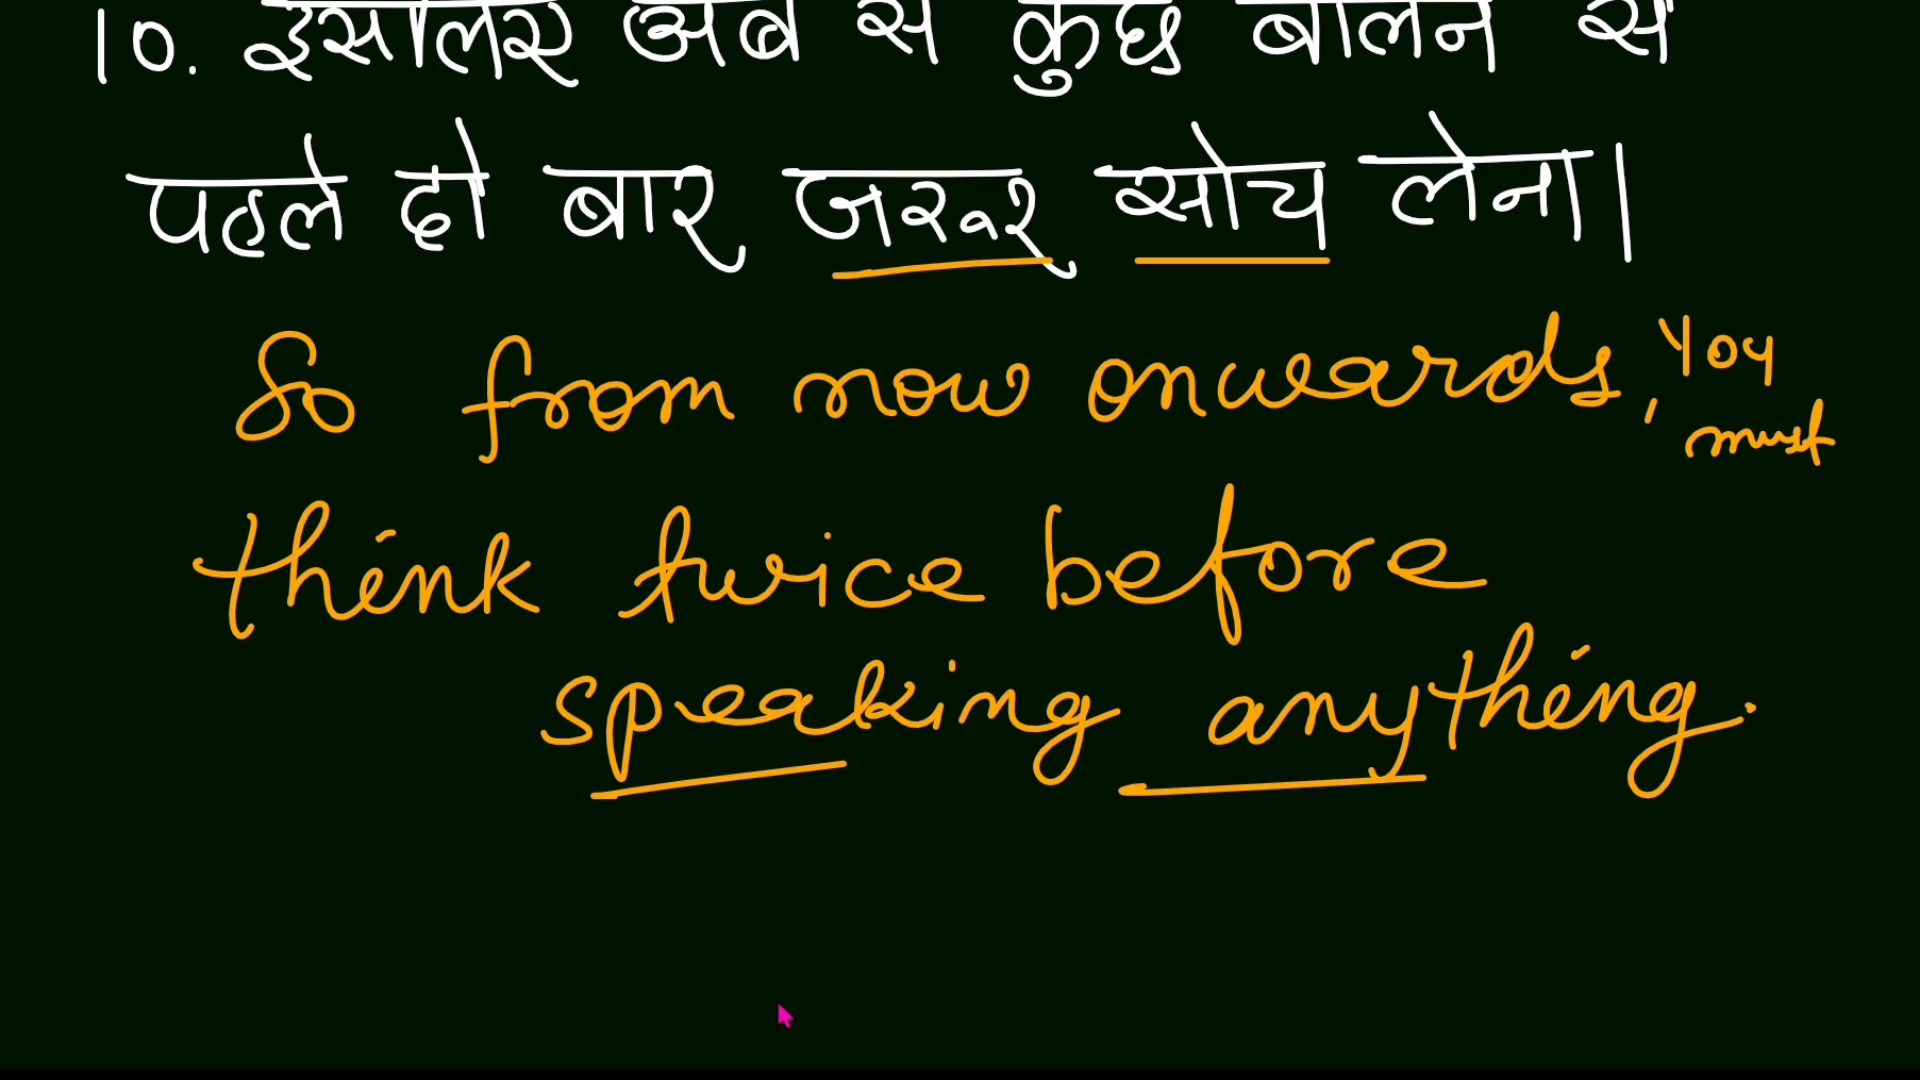 10. इसलिए अब से कुछ बोलने से
पहले दो बार जरूर सोच लेना।
So from now onwards, you
must
think twice before
speaking anything.